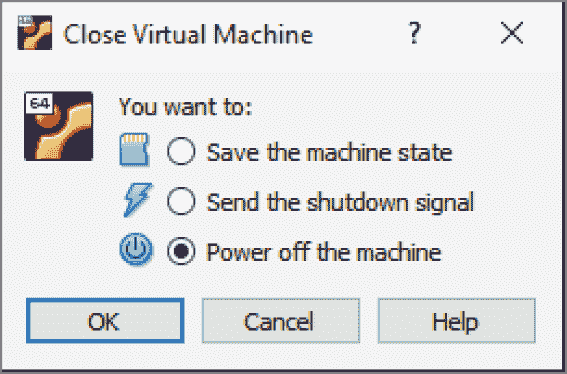 Close Virtual Machine ? X
64
You want to:
Save the machine state
Send the shutdown signal
Power off the machine
OK Cancel Help